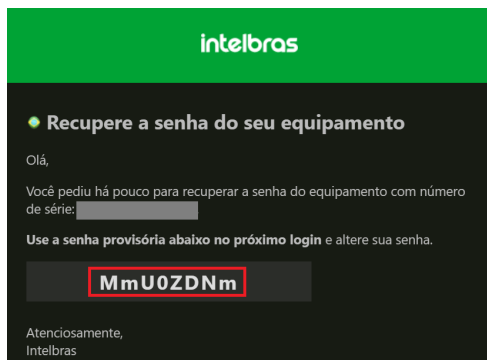 intelbras
Recupere a senha do seu equipamento
Olá,
Você pediu há pouco para recuperar a senha do equipamento com número
de série:
Use a senha provisória abaixo no próximo login e altere sua senha.
MmU0ZDNm
Atenciosamente,
Intelbras